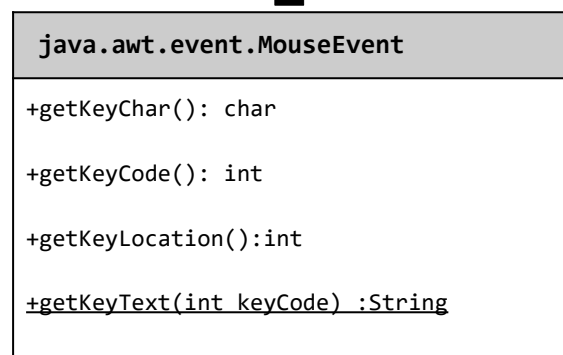 java.awt.event.MouseEvent
+getKeyChar(): char
+getKeyCode(): int
+getKeyLocation():int
+getKeyText(int keyCode) :String